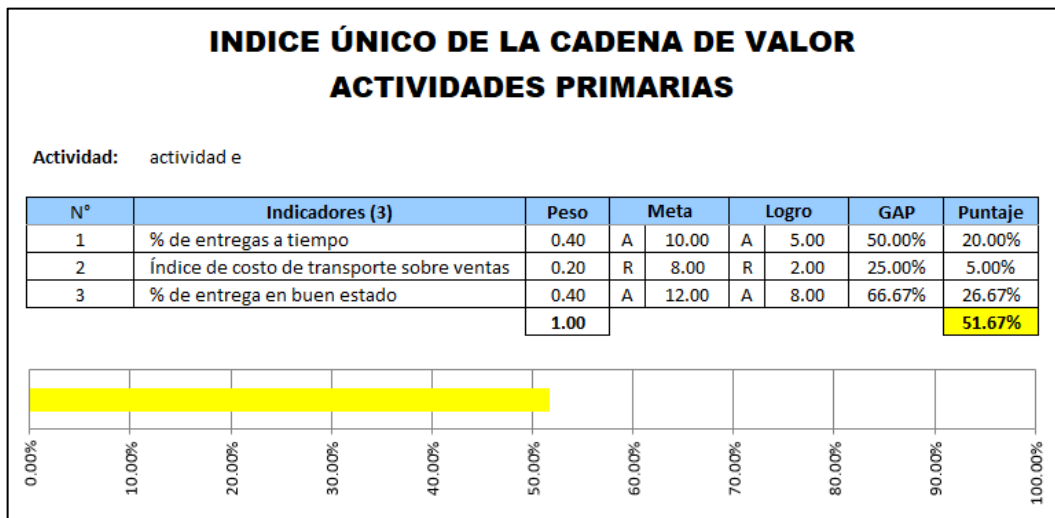 INDICE ÚNICO DE LA CADENA DE VALOR
ACTIVIDADES PRIMARIAS
Actividad: actividad e
N° Indicadores (3) Peso Meta Logro GAP Puntaje
1 % de entregas a tiempo 0.40 A 10.00 A 5.00 50.00% 20.00%
2 Índice de costo de transporte sobre ventas 0.20 R 8.00 R 2.00 25.00% 5.00%
3 % de entrega en buen estado 0.40 A 12.00 A 8.00 66.67% 26.67%
1.00 51.67%
0.00% 10.00% 20.00% 30.00% 40.00% 50.00% 60.00% 70.00% 80.00% 90.00% 100.00%